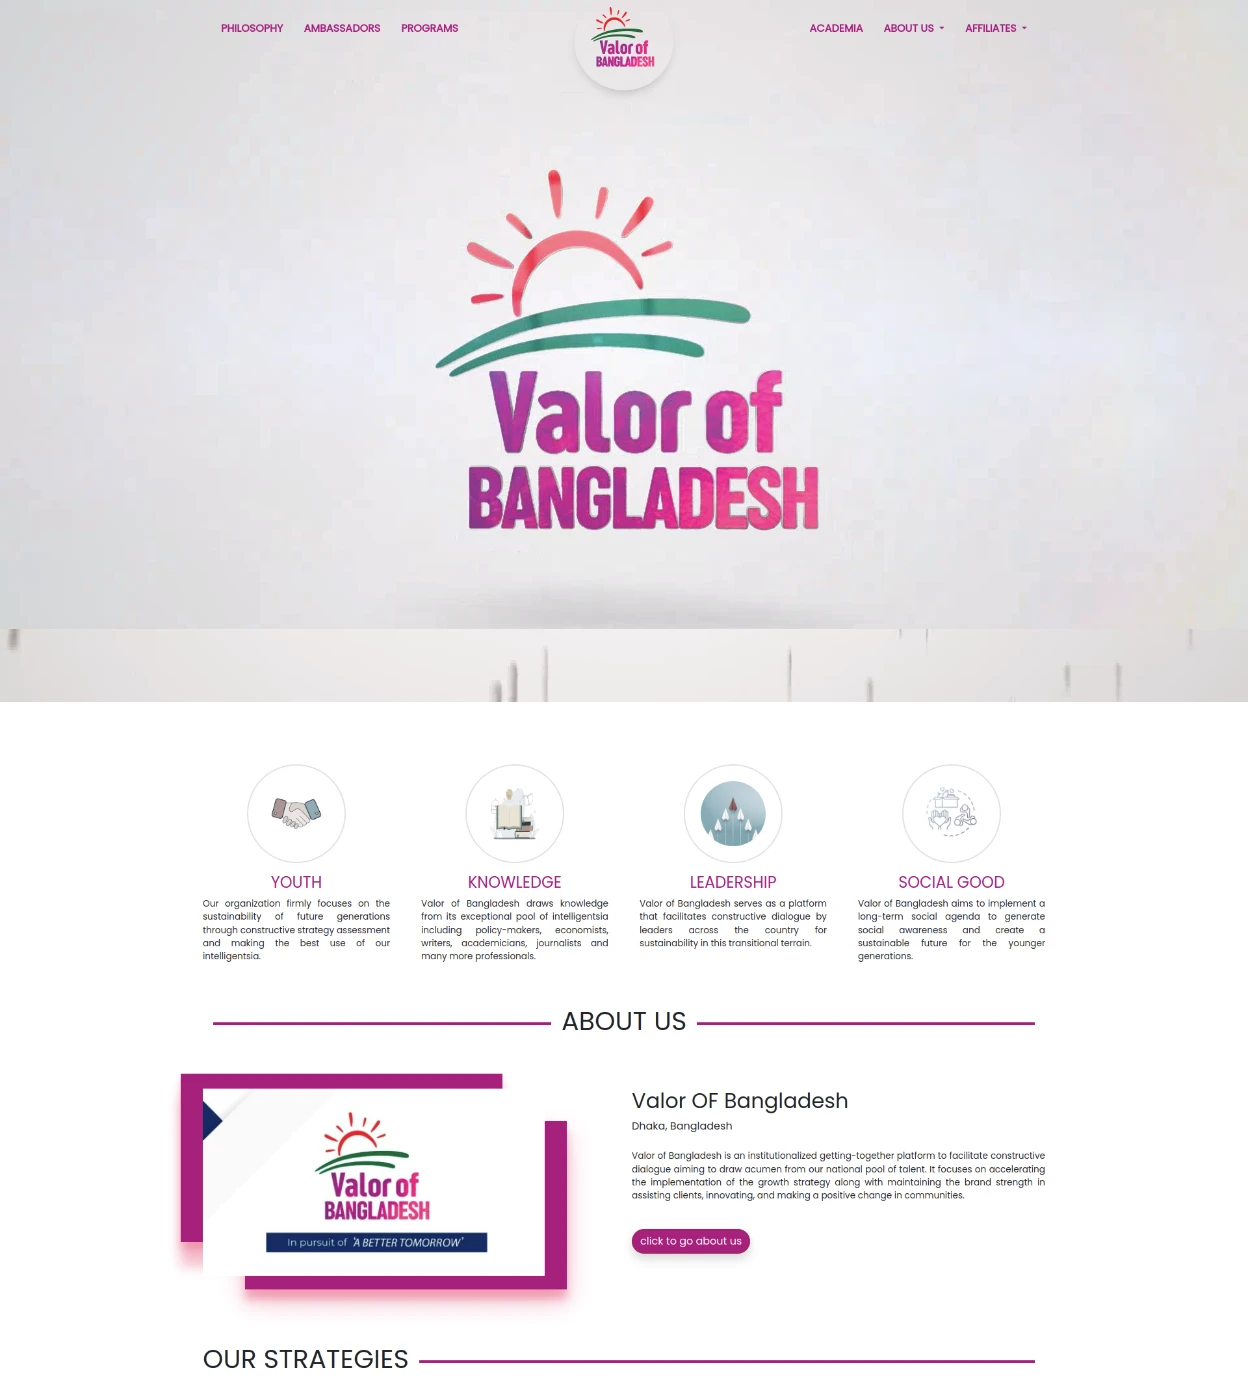 PHILOSOPHY AMBASSADORS PROGRAMS
Valor of
BANGLADESH
ACADEMIA ABOUT US AFFILIATES
Valor of
BANGLADESH
YOUTH
Our organization firmly focuses on the
sustainability of future generations
through constructive strategy assessment
and making the best use of our
intelligentsia.
KNOWLEDGE
Valor of Bangladesh draws knowledge
from its exceptional pool of intelligentsia
including policy-makers, economists,
writers, academicians, journalists and
many more professionals.
LEADERSHIP
Valor of Bangladesh serves as a platform
that facilitates constructive dialogue by
leaders across the country for
sustainability in this transitional terrain.
SOCIAL GOOD
Valor of Bangladesh aims to implement a
long-term social agenda to generate
social awareness and create a
sustainable future for the younger
generations.
ABOUT US
Valor of
BANGLADESH
In pursuit of 'A BETTER TOMORROW'
Valor OF Bangladesh
Dhaka, Bangladesh
Valor of Bangladesh is an institutionalized getting-together platform to facilitate constructive
dialogue aiming to draw acumen from our national pool of talent. It focuses on accelerating
the implementation of the growth strategy along with maintaining the brand strength in
assisting clients, innovating, and making a positive change in communities.
click to go about us
OUR STRATEGIES